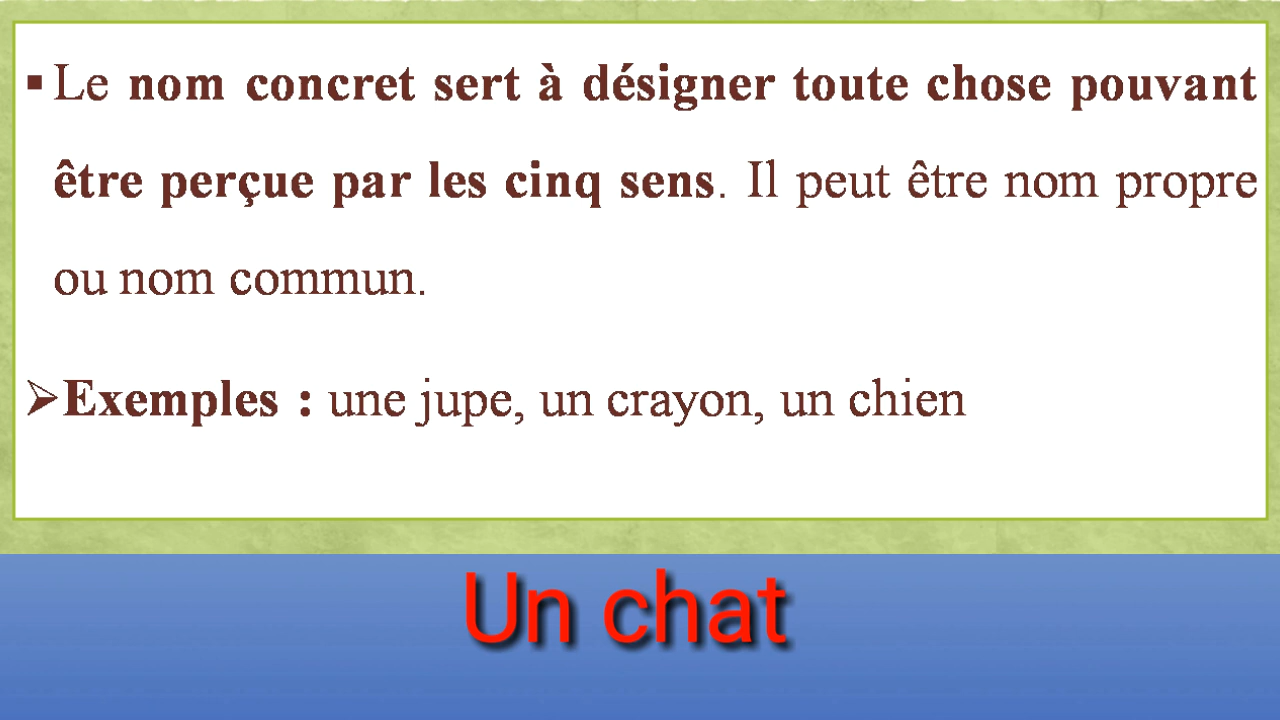 ▪ Le nom concret sert à désigner toute chose pouvant
être perçue par les cinq sens. Il peut être nom propre
ou nom commun.
➢ Exemples : une jupe, un crayon, un chien
Un chat